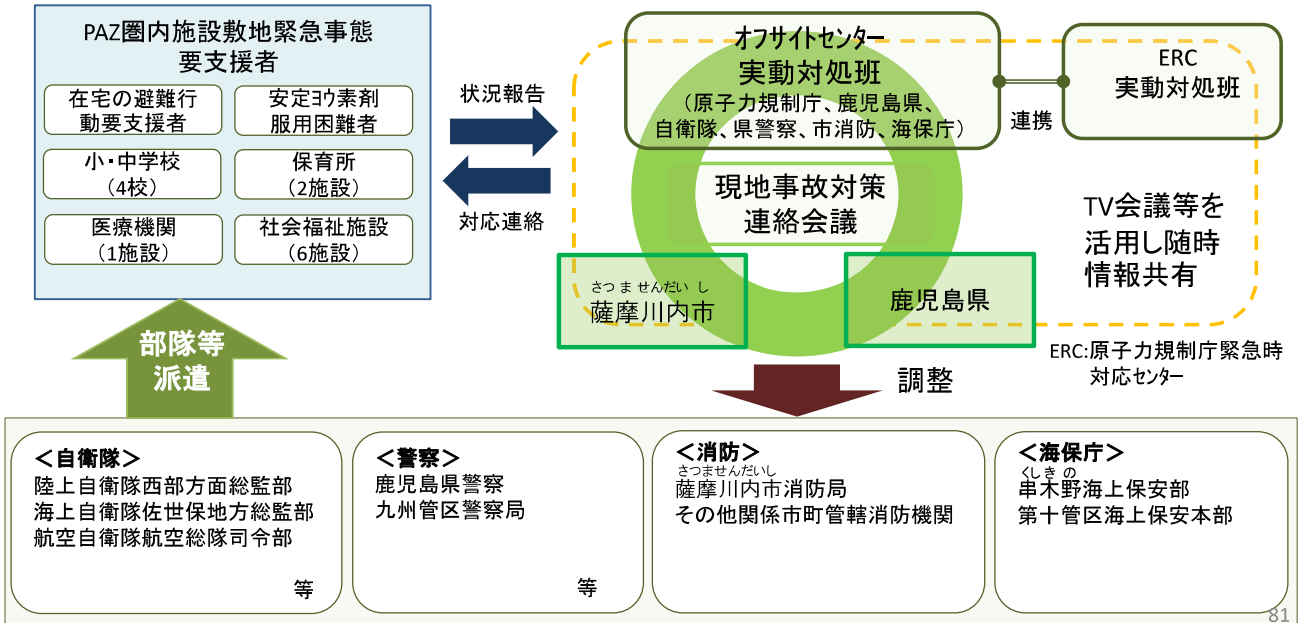 PAZ圏内施設敷地緊急事態
要支援者
在宅の避難行
動要支援者
安定ヨウ素剤
服用困難者
小・中学校
（4校）
保育所
（2施設）
医療機関
（1施設）
社会福祉施設
（6施設）
状況報告
対応連絡
オフサイトセンター
実動対処班
（原子力規制庁、鹿児島県、
自衛隊、県警察、市消防、海保庁）
連携
ERC
実動対処班
現地事故対策
連絡会議
TV会議等を
活用し随時
情報共有
さつ ま せんだい し
薩摩川内市
鹿児島県
ERC:原子力規制庁緊急時
対応センター
部隊等
派遣
調整
＜自衛隊＞
陸上自衛隊西部方面総監部
海上自衛隊佐世保地方総監部
航空自衛隊航空総隊司令部
等
＜警察＞
鹿児島県警察
九州管区警察局
等
＜消防＞
さつませんだいし
薩摩川内市消防局
その他関係市町管轄消防機関
＜海保庁＞
くしき の
串木野海上保安部
第十管区海上保安本部
81